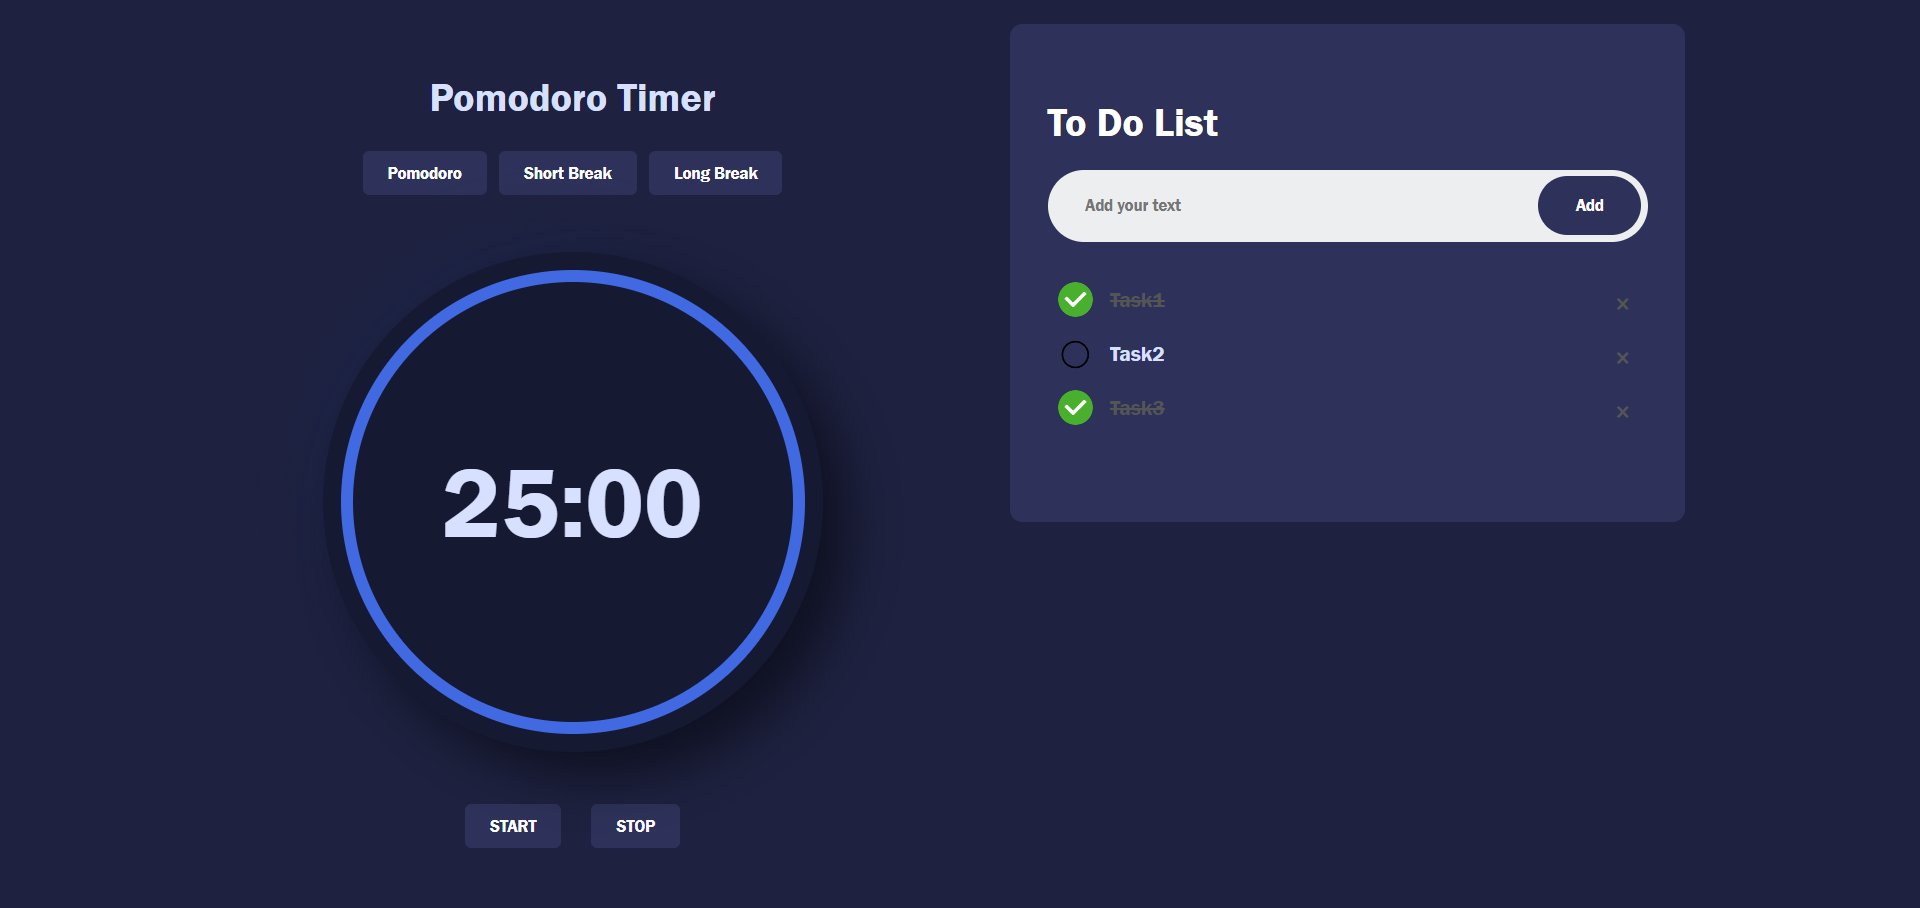 Pomodoro Timer
Pomodoro Short Break Long Break
25:00
START STOP
To Do List
Add your text Add
Task1 ×
Task2 ×
Task3 ×